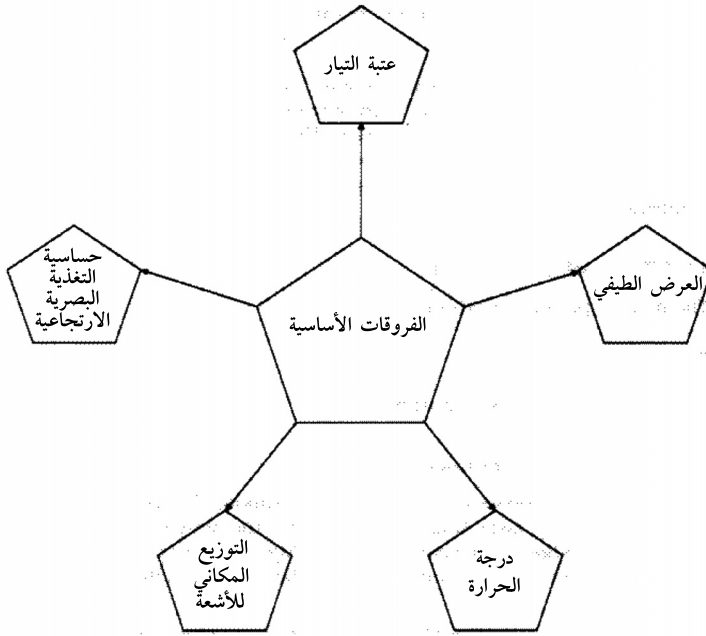 عتبة التيار
العرض الطيفي
حساسية
التغذية
البصرية
الارتجاعية
الفروقات الأساسية
درجة
الحرارة
التوزيع
المكاني
للأشعة